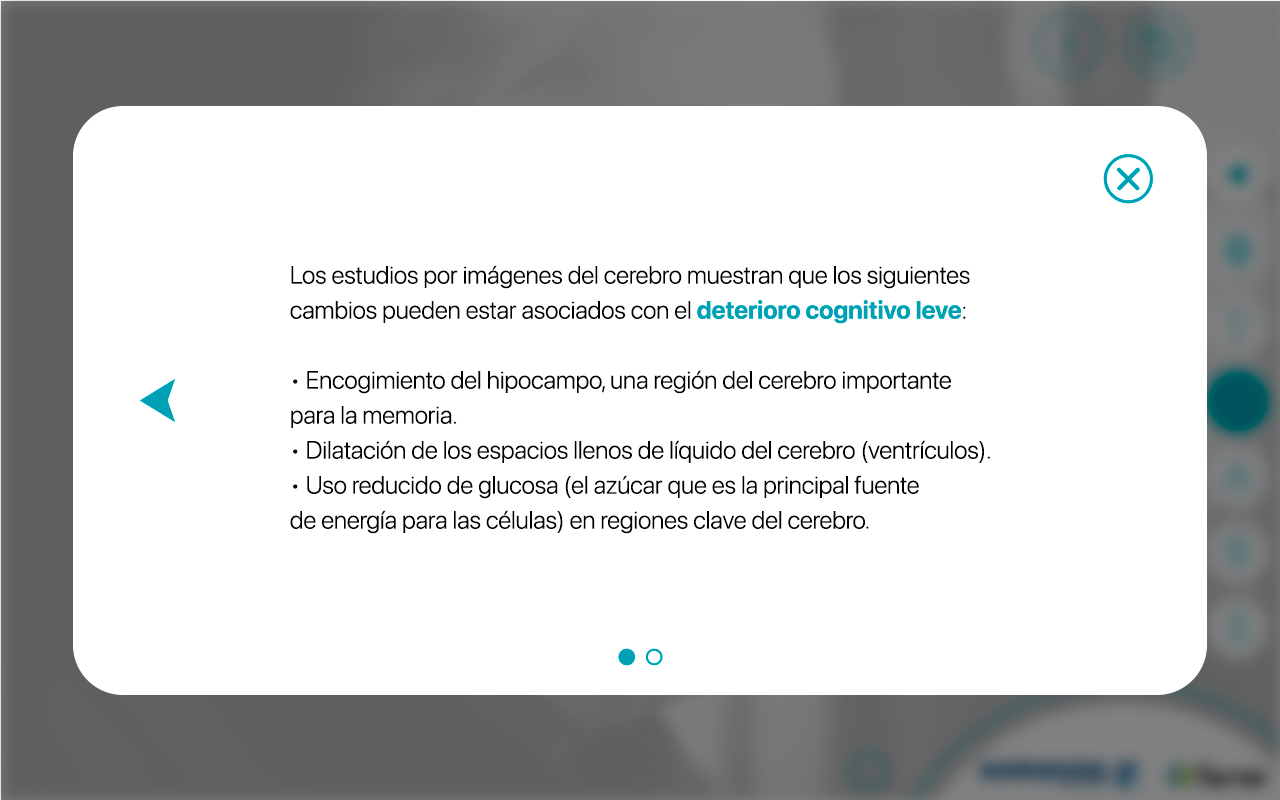 Los estudios por imágenes del cerebro muestran que los siguientes
cambios pueden estar asociados con el deterioro cognitivo leve:
• Encogimiento del hipocampo, una región del cerebro importante
para la memoria.
• Dilatación de los espacios llenos de líquido del cerebro (ventrículos).
• Uso reducido de glucosa (el azúcar que es la principal fuente
de energía para las células) en regiones clave del cerebro.